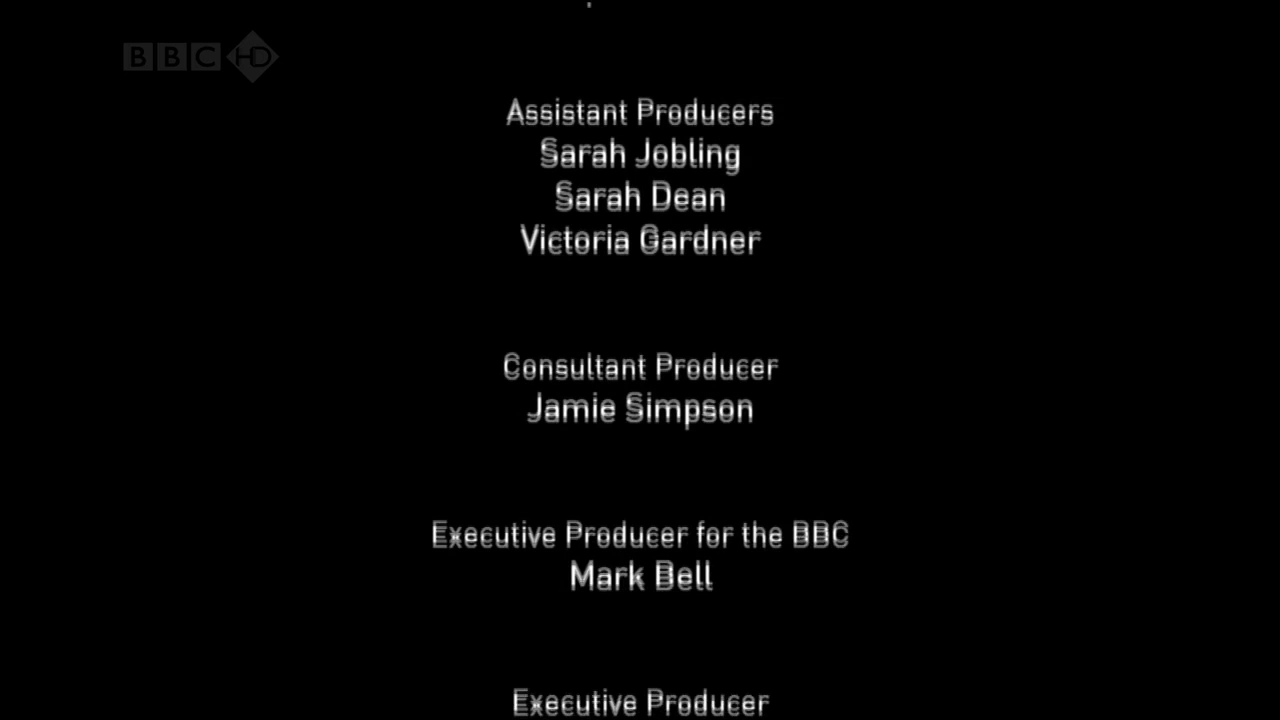 BBC HD
Assistant Producers
Sarah Jobling
Sarah Dean
Victoria Gardner
Consultant Producer
Jamie Simpson
Executive Producer for the BBC
Mark Bell
Executive Producer